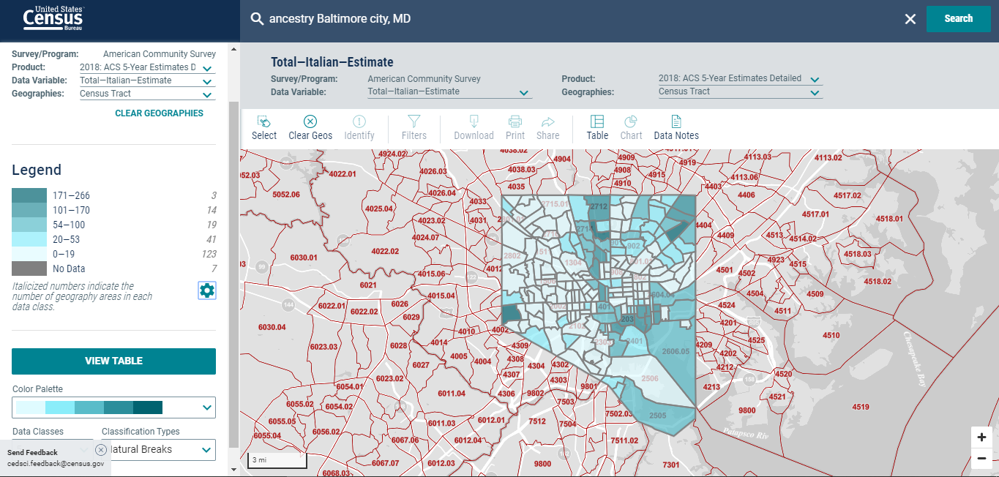 United States®
Census
Bureau
ancestry Baltimore city, MD
Search
Survey/Program: American Community Survey
Product: 2018: ACS 5-Year Estimates D
Data Variable: Total—Italian—Estimate
Geographies: Census Tract
CLEAR GEOGRAPHIES
Legend
171—266 3
101—170 14
54—100 19
20—53 41
0—19 123
No Data 7
Italicized numbers indicate the
number of geography areas in each
data class.
VIEW TABLE
Color Palette
Data Classes Classification Types
atural Breaks
Send Feedback
cedsci.feedback@census.gov
Total—Italian—Estimate
Survey/Program: American Community Survey Product: 2018: ACS 5-Year Estimates Detailed
Data Variable: Total—Italian—Estimate Geographies: Census Tract
Select Clear Geos Identify Filters Download Print Share Table Chart Data Notes
4924.02 4038.02 4904 4909 4919 4113.03 4113.02
52.03 4022.01 4026.03 4038.03 4908 4915 4113.06
5052.06 4026.04 4035 4910 4403 4406 4517.02
4025.04 4033 2715.01 2712 4517.01 4518.01
4023.02 4031 4404 4409 4513 4514.02
4024.07 902
6030.01 4022.02 2802 1304 4923 4515 4518.03
99 4015.06 4012 4501 4502 4518.02
6021 4015.04 604.04 4504 4509
144 6022.01 6022.02 6026 401 4524 4511
6029 203 4201 695
6030.04 4010 4002 4510
6023.03 6028 4014 4309 2401 4209 4525
4005 4004 4308 2606.05 4202
6027 4304 4302 4212
6023.02 4307 4303 2506 158 4520
6054.01 6011.04 4306 9802 9801 4213 4521
6055.02 6054.02 7503 9800 4519
6055.05 6011.03 6012.01 7512 7504 7502.03 2505
6055.04 6056.02 6067.06 6012.04 7511.02
6067.07 6012.03 9800 7301
6068.03
Chesapeake Bay
Patapsco Riv
3 mi
+
−